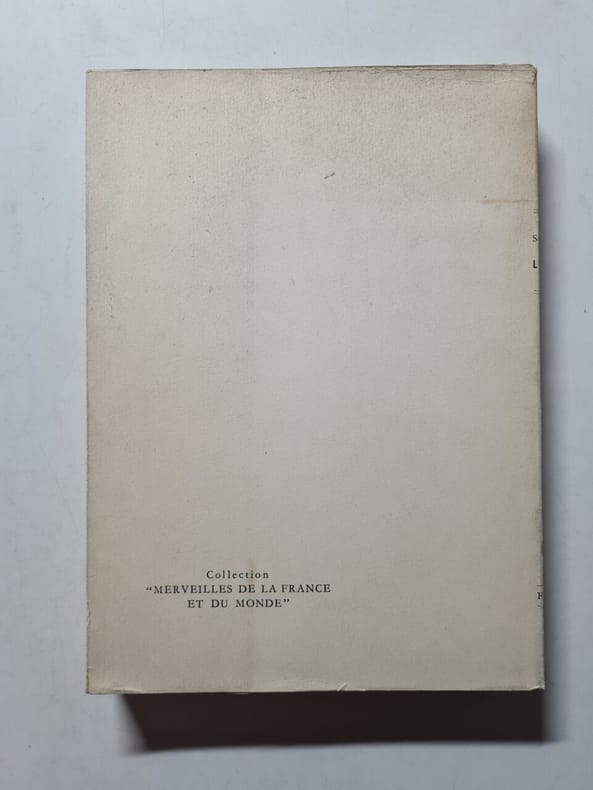 Collection
“MERVEILLES DE LA FRANCE
ET DU MONDE”